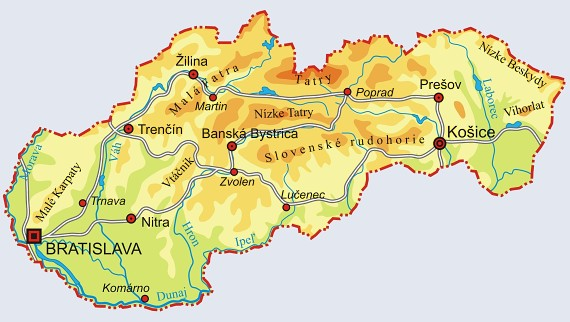 Žilina
Malá Fatra
Martin
Tatry
Poprad
Nízke Beskydy
Prešov
Laborec
Vihorlat
Nízke Tatry
Trenčín
Banská Bystrica
Košice
Slovenské rudohorie
Morava
Váh
Vtáčnik
Zvolen
Malé Karpaty
Trnava
Lučenec
Nitra
Hron
Ipeľ
BRATISLAVA
Komárno
Dunaj